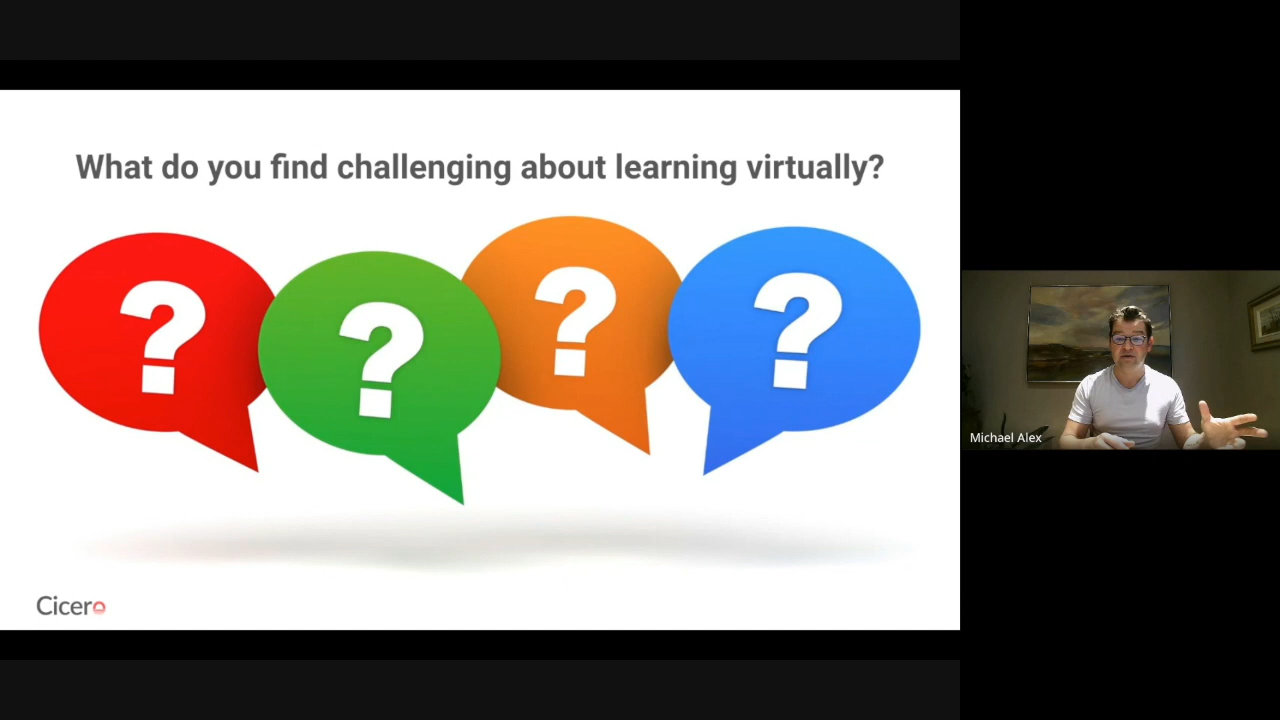 What do you find challenging about learning virtually?
? ? ? ?
Michael Alex
Cicero